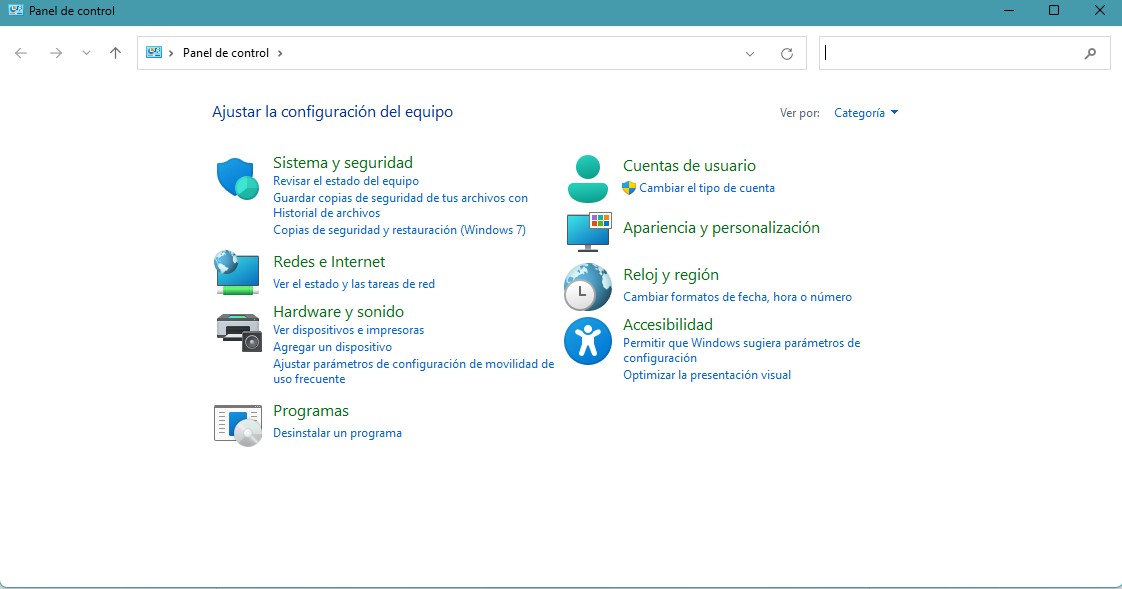 Panel de control
Panel de control
Ajustar la configuración del equipo
Ver por: Categoría
Sistema y seguridad
Revisar el estado del equipo
Guardar copias de seguridad de tus archivos con
Historial de archivos
Copias de seguridad y restauración (Windows 7)
Redes e Internet
Ver el estado y las tareas de red
Hardware y sonido
Ver dispositivos e impresoras
Agregar un dispositivo
Ajustar parámetros de configuración de movilidad de
uso frecuente
Programas
Desinstalar un programa
Cuentas de usuario
Cambiar el tipo de cuenta
Apariencia y personalización
Reloj y región
Cambiar formatos de fecha, hora o número
Accesibilidad
Permitir que Windows sugiera parámetros de
configuración
Optimizar la presentación visual